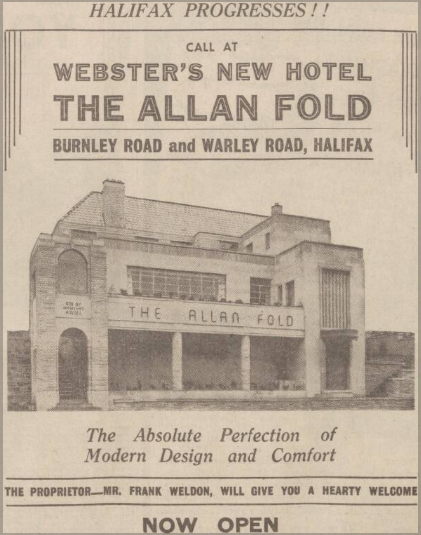 HALIFAX PROGRESSES!!
CALL AT
WEBSTER'S NEW HOTEL
THE ALLAN FOLD
BURNLEY ROAD and WARLEY ROAD, HALIFAX
THE ALLAN FOLD
The Absolute Perfection of
Modern Design and Comfort
THE PROPRIETOR—MR. FRANK WELDON, WILL GIVE YOU A HEARTY WELCOME
NOW OPEN